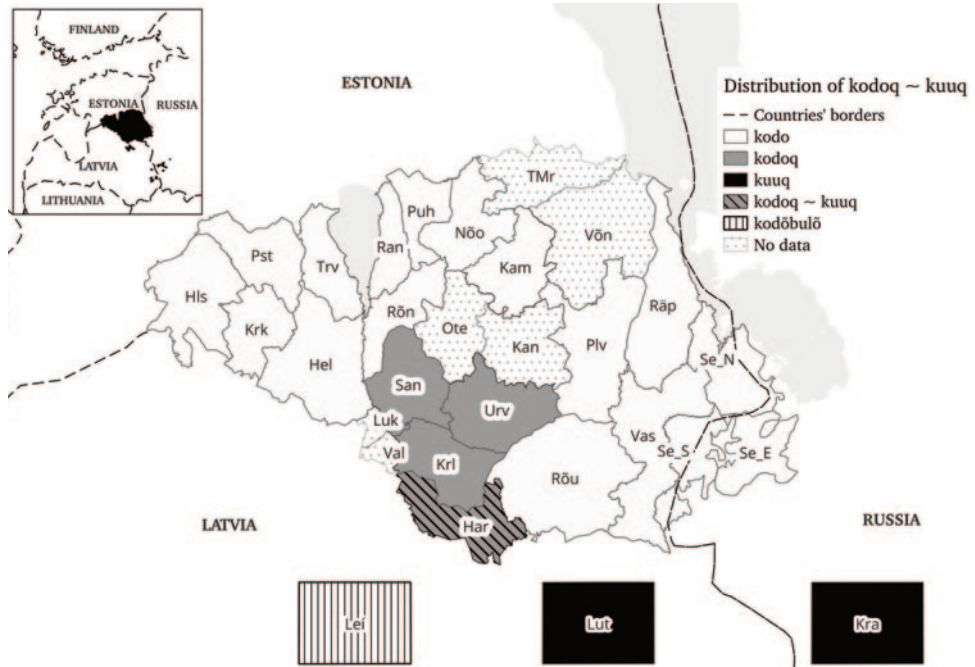 FINLAND
ESTONIA
RUSSIA
LATVIA
LITHUANIA
ESTONIA
Distribution of kodoq ~ kuuq
Countries' borders
kodo
kodoq
kuuq
kodoq ~ kuuq
kodõbulõ
No data
TMr
Puh
Nõo
Võn
Ran
Pst
Trv
Kam
Hls
Räp
Rõn
Krk
Ote
Kan
Plv
Hel
Se_N
San
Urv
Luk
Vas
Val
Se_S
Se_E
Krl
Rõu
Har
LATVIA
RUSSIA
Lei
Lut
Kra